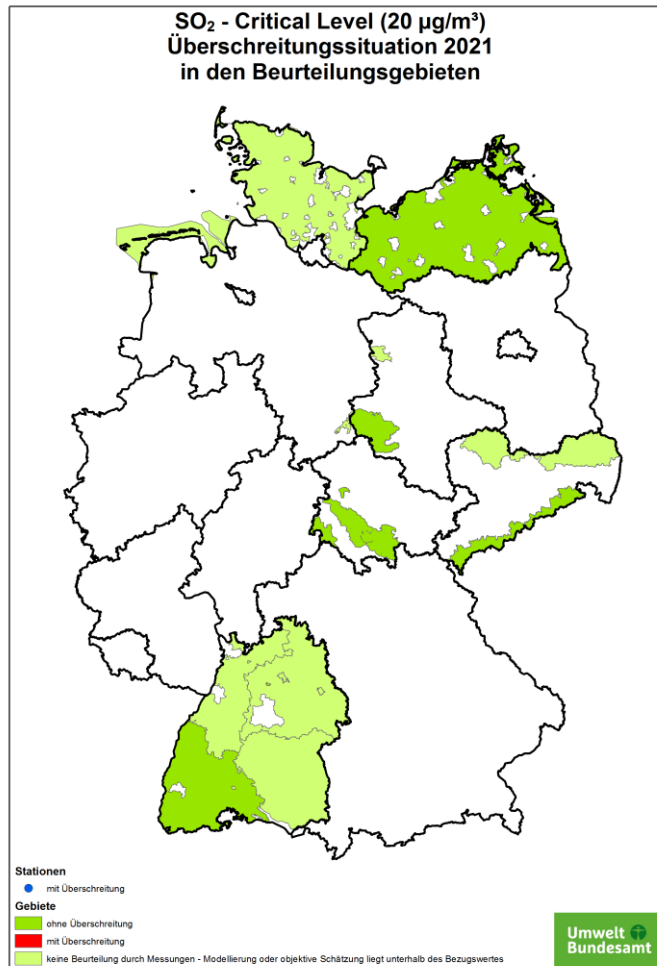 SO₂ - Critical Level (20 µg/m³)
Überschreitungssituation 2021
in den Beurteilungsgebieten
Stationen
mit Überschreitung
Gebiete
ohne Überschreitung
mit Überschreitung
keine Beurteilung durch Messungen - Modellierung oder objektive Schätzung liegt unterhalb des Bezugswertes
Umwelt
Bundesamt